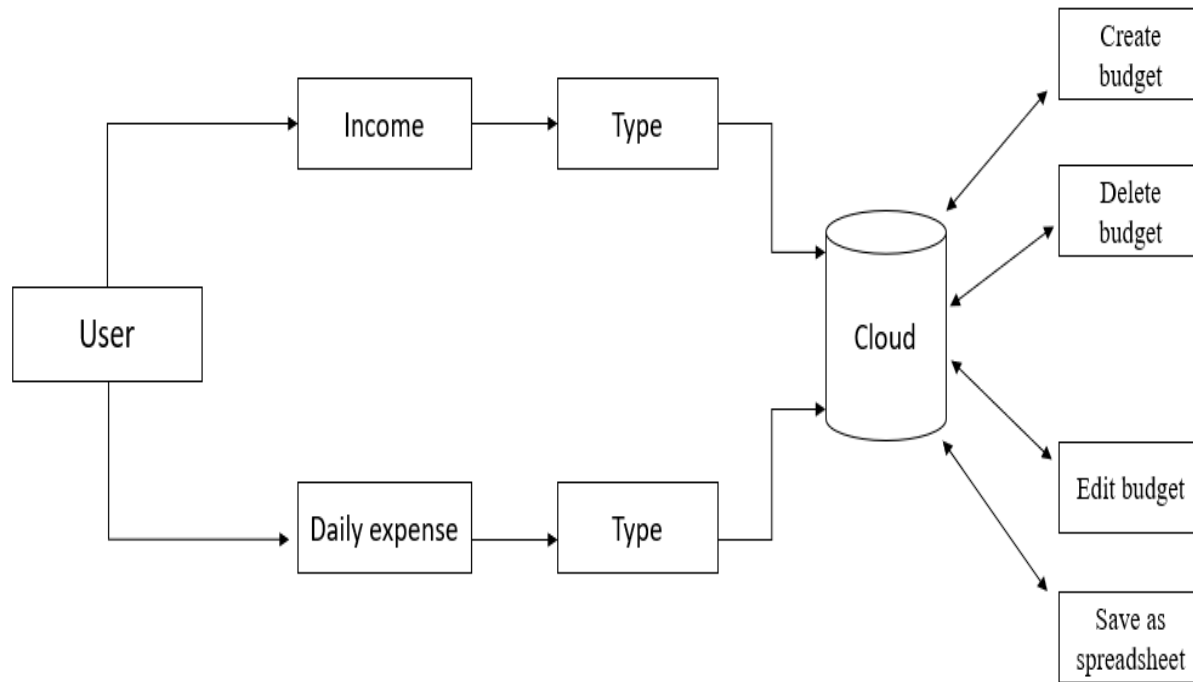 Create
budget
Income
Type
Delete
budget
User
Cloud
Daily expense
Type
Edit budget
Save as
spreadsheet